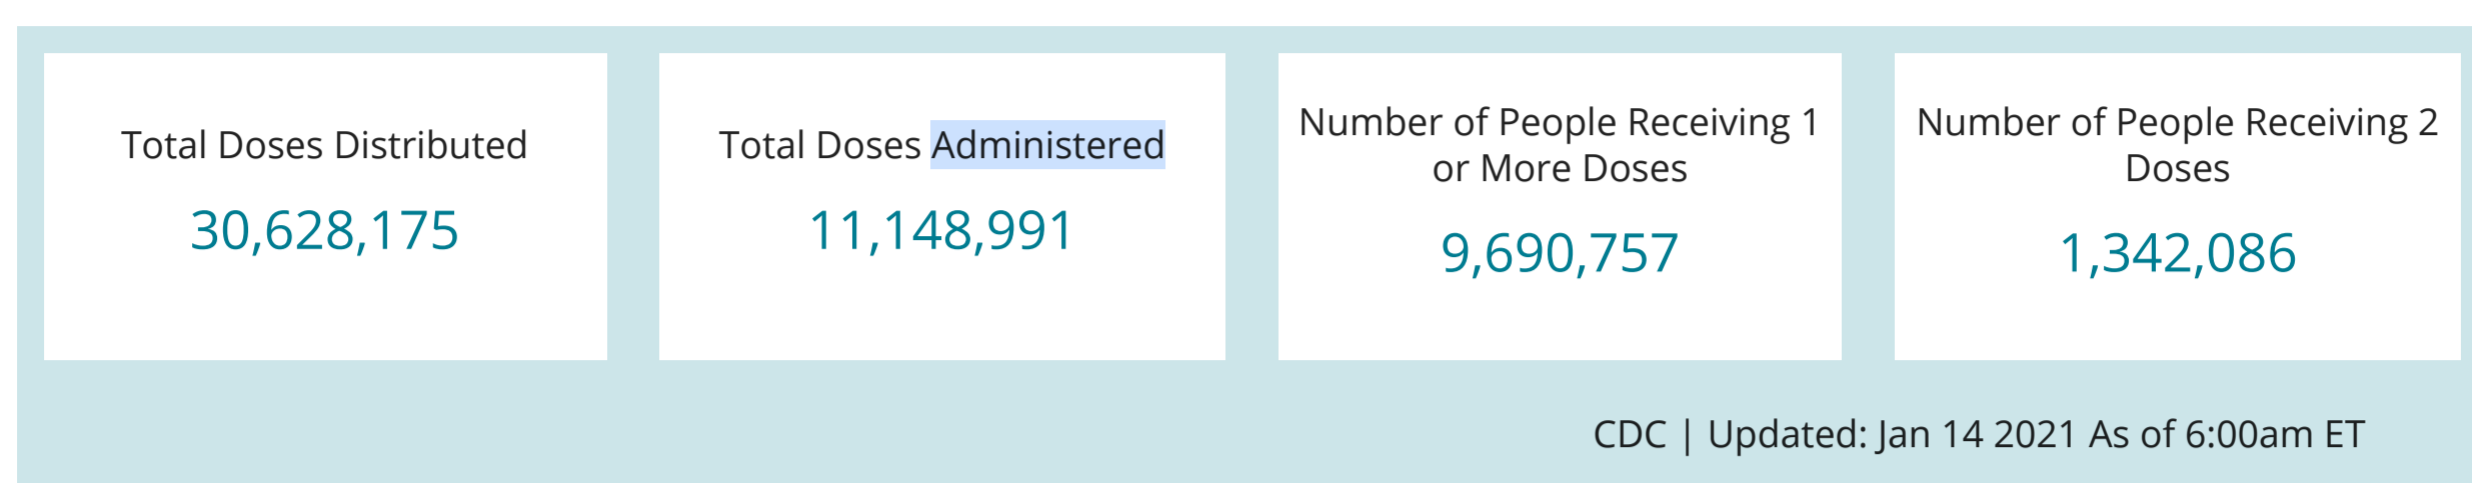 Total Doses Distributed
30,628,175
Total Doses Administered
11,148,991
Number of People Receiving 1
or More Doses
9,690,757
Number of People Receiving 2
Doses
1,342,086
CDC | Updated: Jan 14 2021 As of 6:00am ET